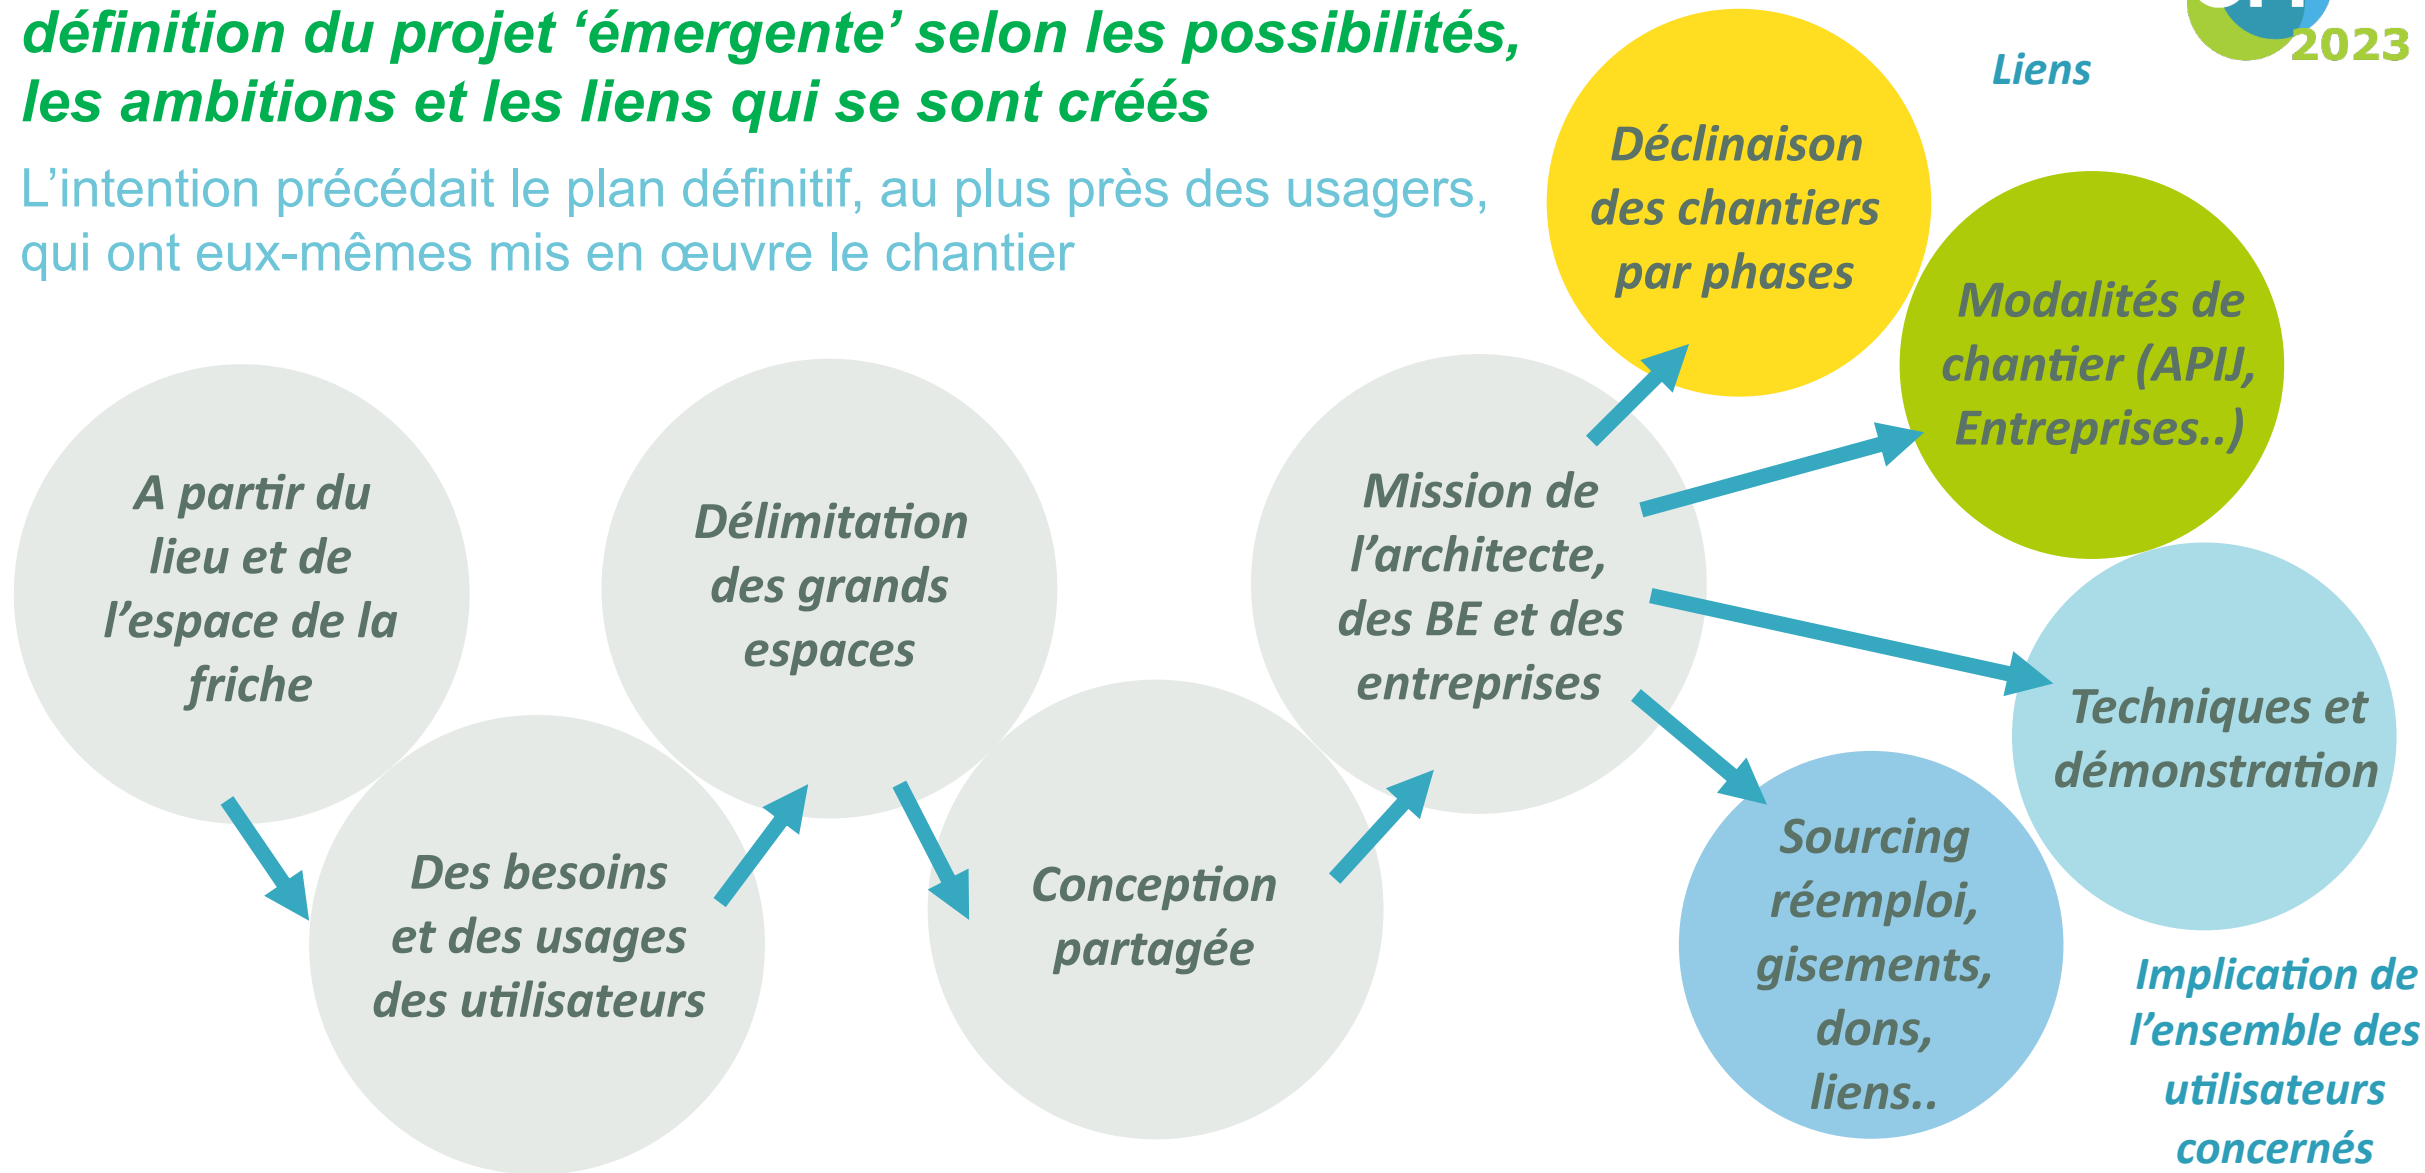 définition du projet ‘émergente’ selon les possibilités,
les ambitions et les liens qui se sont créés
L’intention précédait le plan définitif, au plus près des usagers,
qui ont eux-mêmes mis en œuvre le chantier
2023
Liens
Déclinaison
des chantiers
par phases
Modalités de
chantier (APIJ,
Entreprises..)
A partir du
lieu et de
l’espace de la
friche
Délimitation
des grands
espaces
Mission de
l’architecte,
des BE et des
entreprises
Techniques et
démonstration
Des besoins
et des usages
des utilisateurs
Conception
partagée
Sourcing
réemploi,
gisements,
dons,
liens..
Implication de
l’ensemble des
utilisateurs
concernés